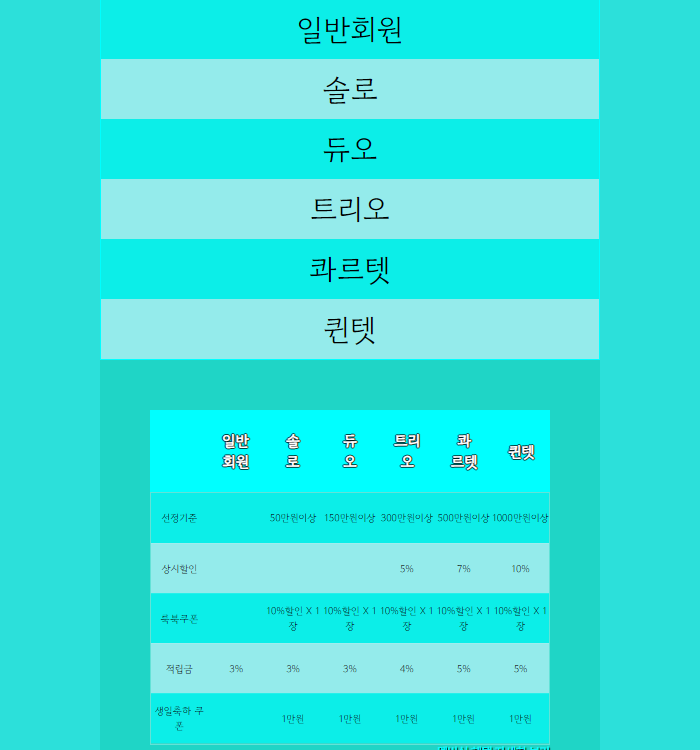 일반회원
솔로
듀오
트리오
콰르텟
퀸텟
일반 솔 듀 트리 콰 퀸텟
회원 로 오 오 르텟
선정기준 50만원이상 150만원이상 300만원이상 500만원이상 1000만원이상
상시할인 5% 7% 10%
룩북쿠폰 10%할인 X 1 10%할인 X 1 10%할인 X 1 10%할인 X 1 10%할인 X 1
장 장 장 장 장
적립금 3% 3% 3% 4% 5% 5%
생일축하 쿠 1만원 1만원 1만원 1만원 1만원
폰